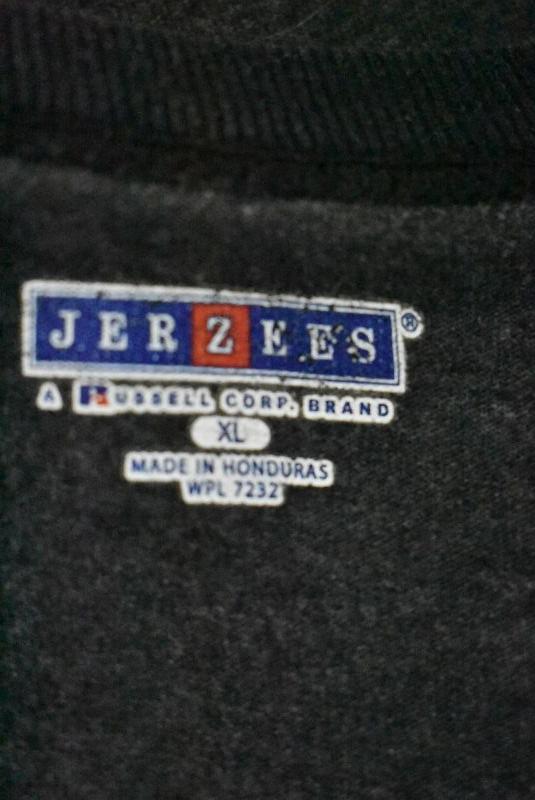 JERZEES®
A RUSSELL CORP. BRAND
XL
MADE IN HONDURAS
WPL 7232